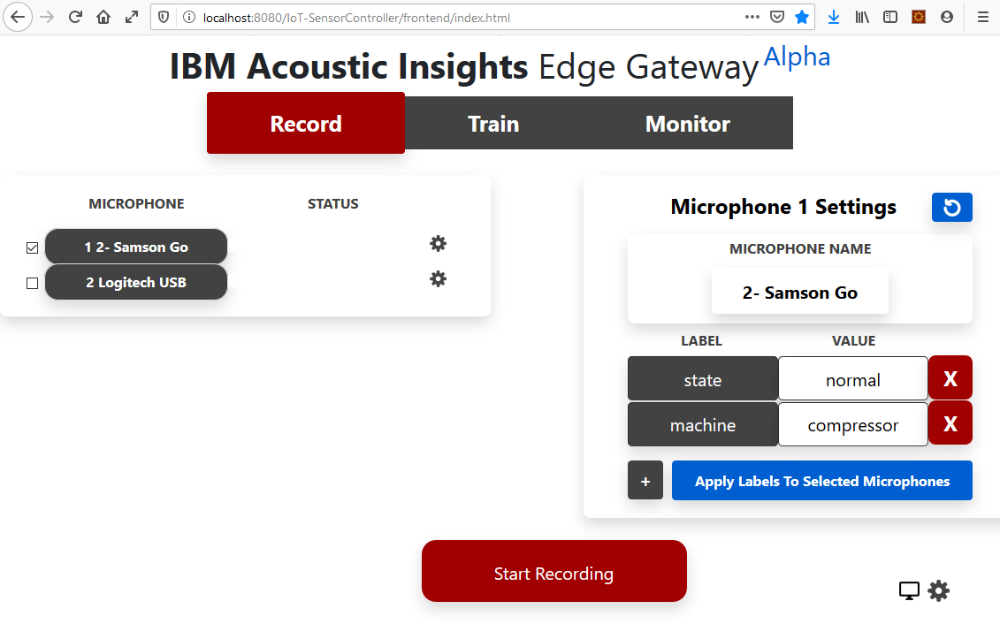 localhost:8080/IoT-SensorController/frontend/index.html
IBM Acoustic Insights Edge Gateway Alpha
Record Train Monitor
MICROPHONE STATUS
1 2- Samson Go
2 Logitech USB
Microphone 1 Settings
MICROPHONE NAME
2- Samson Go
LABEL VALUE
state normal X
machine compressor X
+ Apply Labels To Selected Microphones
Start Recording